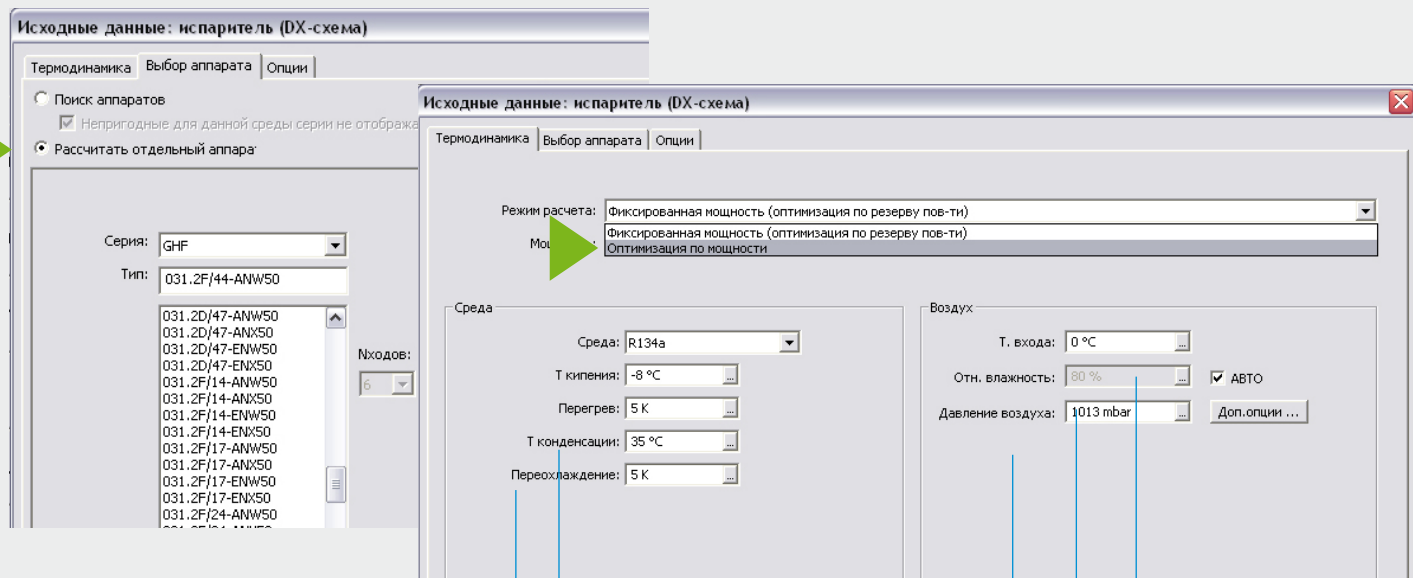 Исходные данные: испаритель (DX-схема)
Термодинамика Выбор аппарата Опции
Поиск аппаратов
Непригодные для данной среды серии не отобража
Рассчитать отдельный аппарат
Серия: GHF
Тип: 031.2F/44-ANW50
031.2D/47-ANW50
031.2D/47-ANX50
031.2D/47-ENW50
031.2D/47-ENX50
031.2F/14-ANW50
031.2F/14-ANX50
031.2F/14-ENW50
031.2F/14-ENX50
031.2F/17-ANW50
031.2F/17-ANX50
031.2F/17-ENW50
031.2F/17-ENX50
031.2F/24-ANW50
Nходов:
6
Исходные данные: испаритель (DX-схема)
Термодинамика Выбор аппарата Опции
Режим расчета: Фиксированная мощность (оптимизация по резерву пов-ти)
Фиксированная мощность (оптимизация по резерву пов-ти)
Оптимизация по мощности
Среда
Среда: R134a
Т кипения: -8 °C
Перегрев: 5 K
Т конденсации: 35 °C
Переохлаждение: 5 K
Воздух
Т. входа: 0 °C
Отн. влажность: 80 % АВТО
Давление воздуха: 1013 mbar Доп.опции ...